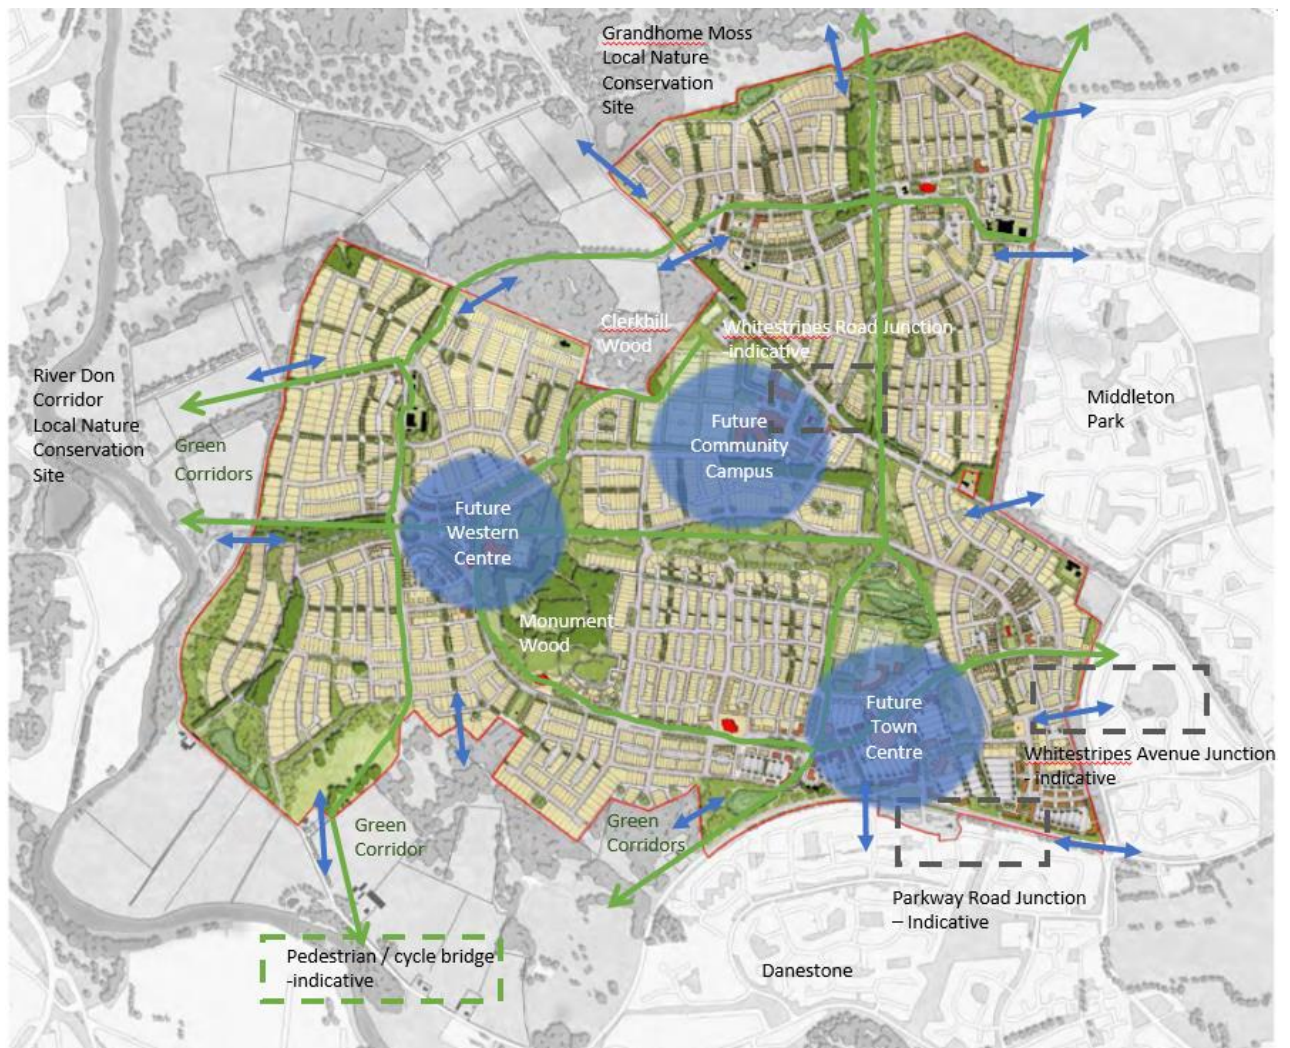 Grandhome Moss
Local Nature
Conservation
Site
Clerkhill
Wood
Whitestripes Road Junction
-indicative
River Don
Corridor
Local Nature
Conservation
Site
Green
Corridors
Middleton
Park
Future
Community
Campus
Future
Western
Centre
Monument
Wood
Future
Town
Centre
Whitestripes Avenue Junction
- indicative
Green
Corridor
Green
Corridors
Parkway Road Junction
– Indicative
Pedestrian / cycle bridge
-indicative
Danestone